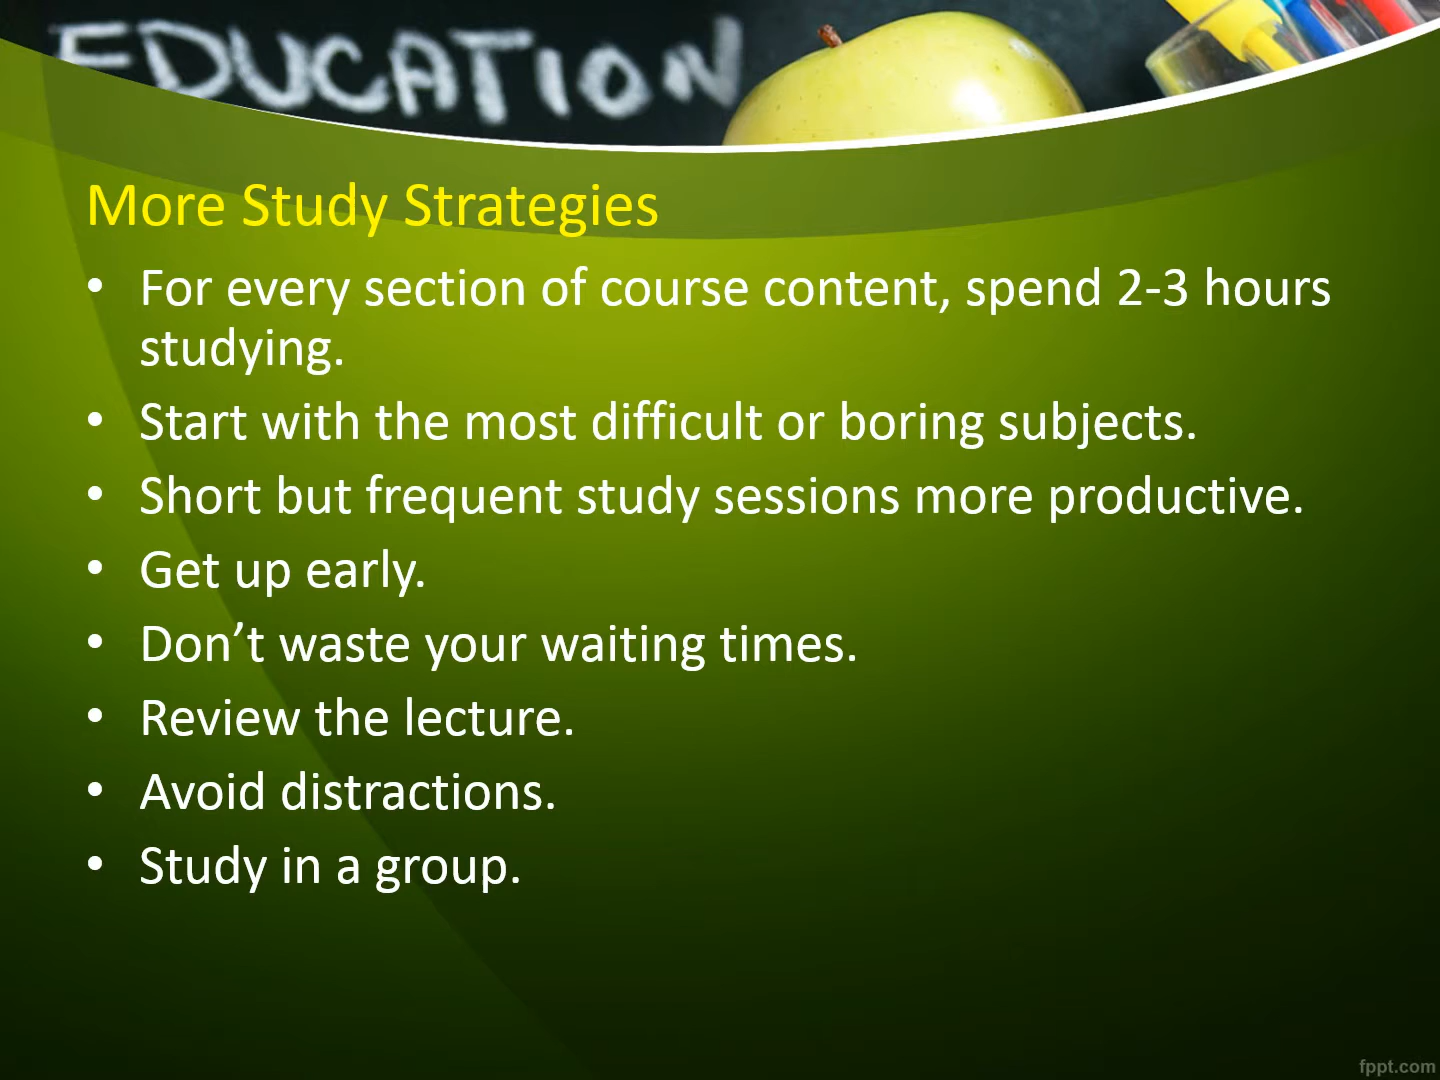 EDUCATION
More Study Strategies
• For every section of course content, spend 2-3 hours
studying.
• Start with the most difficult or boring subjects.
• Short but frequent study sessions more productive.
• Get up early.
• Don’t waste your waiting times.
• Review the lecture.
• Avoid distractions.
• Study in a group.
fppt.com